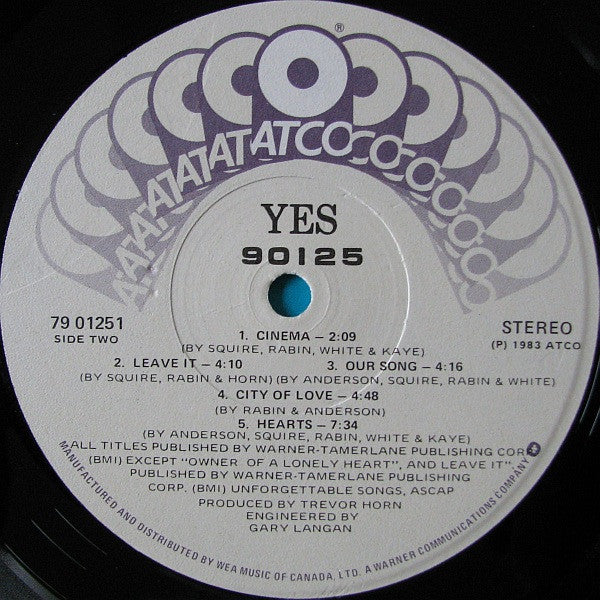 ®
ATATATATATATCOCOCOCOCOCO
YES
90125
79 01251
SIDE TWO
STEREO
(P) 1983 ATCO
1. CINEMA – 2:09
(BY SQUIRE, RABIN, WHITE & KAYE)
2. LEAVE IT – 4:10 3. OUR SONG – 4:16
(BY SQUIRE, RABIN & HORN) (BY ANDERSON, SQUIRE, RABIN & WHITE)
4. CITY OF LOVE – 4:48
(BY RABIN & ANDERSON)
5. HEARTS – 7:34
(BY ANDERSON, SQUIRE, RABIN, WHITE & KAYE)
ALL TITLES PUBLISHED BY WARNER-TAMERLANE PUBLISHING CORP.
(BMI) EXCEPT "OWNER OF A LONELY HEART", AND LEAVE IT"
PUBLISHED BY WARNER-TAMERLANE PUBLISHING
CORP. (BMI) UNFORGETTABLE SONGS, ASCAP
PRODUCED BY TREVOR HORN
ENGINEERED BY
GARY LANGAN
MANUFACTURED AND DISTRIBUTED BY WEA MUSIC OF CANADA, LTD. A WARNER COMMUNICATIONS COMPANY